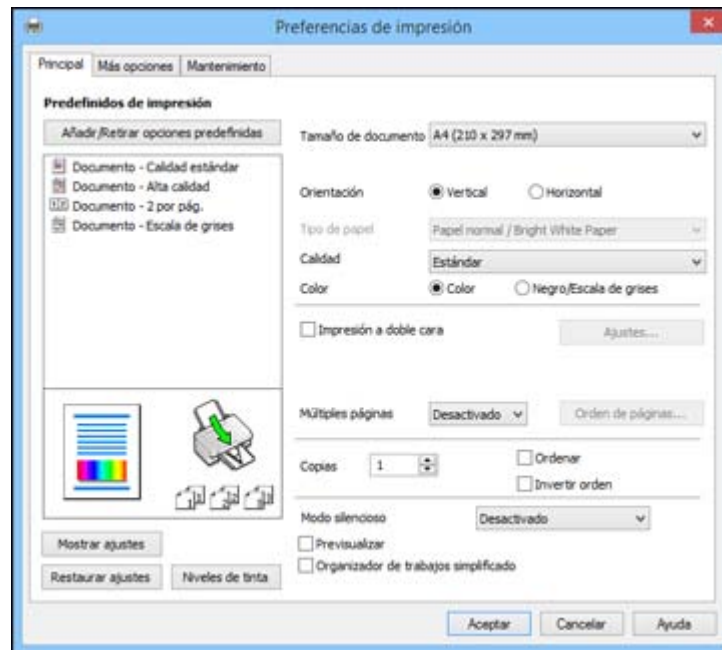 Preferencias de impresión
Principal Más opciones Mantenimiento
Predefinidos de impresión
Añadir/Retirar opciones predefinidas
Documento - Calidad estándar
Documento - Alta calidad
Documento - 2 por pág.
Documento - Escala de grises
Mostrar ajustes
Restaurar ajustes Niveles de tinta
Tamaño de documento A4 (210 x 297 mm)
Orientación Vertical Horizontal
Tipo de papel Papel normal / Bright White Paper
Calidad Estándar
Color Color Negro/Escala de grises
Impresión a doble cara Ajustes...
Múltiples páginas Desactivado Orden de páginas...
Copias 1 Ordenar
Invertir orden
Modo silencioso Desactivado
Previsualizar
Organizador de trabajos simplificado
Aceptar Cancelar Ayuda